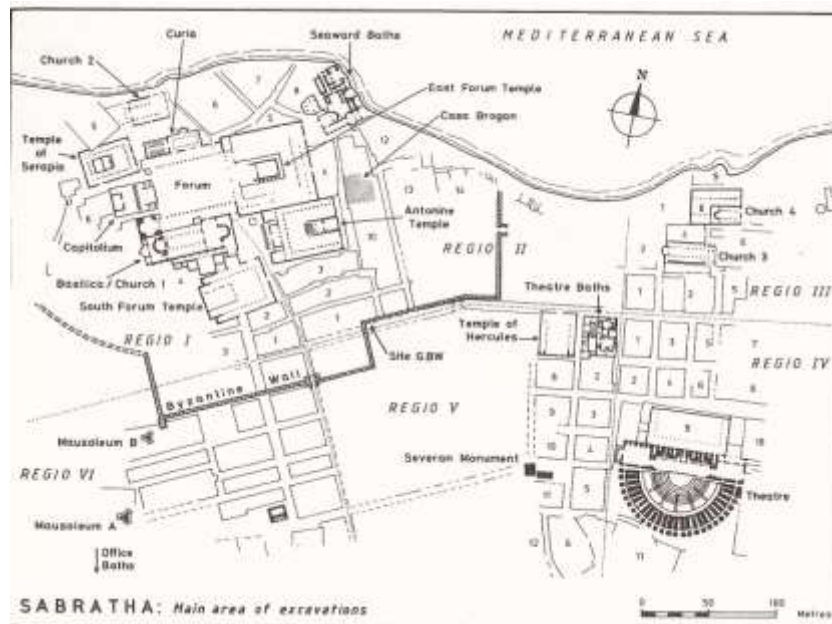 MEDITERRANEAN SEA
Seaward Baths
Curia
Church 2
East Forum Temple
Casa Brogan
N
Temple
of
Serapis
Forum
Capitolium
Antonine
Temple
Church 4
Church 3
REGIO II
Basilica / Church 1
South Forum Temple
Theatre Baths
REGIO III
Temple of
Hercules
REGIO I
Site GBW
REGIO IV
Byzantine Wall
REGIO V
Mausoleum B
Severan Monument
REGIO VI
Theatre
Mausoleum A
Office
Baths
SABRATHA: Main area of excavations
0 50 100
Metres